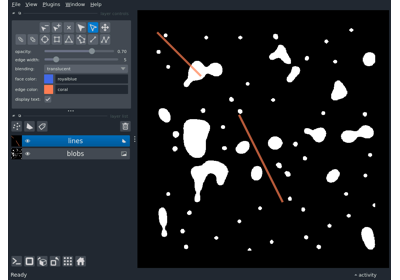 File View Plugins Window Help
opacity: 0.70
edge width:
blending: translucent
face color: royalblue
edge color: coral
display text: ✓
lines
blobs
Ready activity